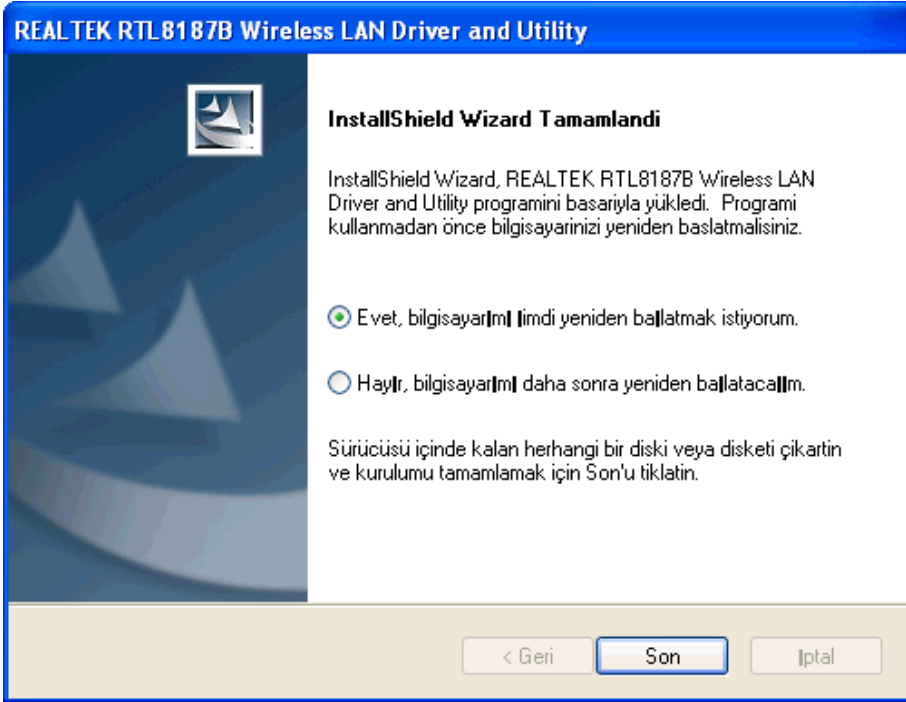 REALTEK RTL8187B Wireless LAN Driver and Utility
InstallShield Wizard Tamamlandi
InstallShield Wizard, REALTEK RTL8187B Wireless LAN
Driver and Utility programini basariyla yükledi. Programi
kullanmadan önce bilgisayarinizi yeniden baslatmalisiniz.
Evet, bilgisayar|m| |imdi yeniden ba|latmak istiyorum.
Hay|r, bilgisayar|m| daha sonra yeniden ba|lataca||m.
Sürücüsü içinde kalan herhangi bir diski veya disketi çikartin
ve kurulumu tamamlamak için Son'u tiklatin.
< Geri
Son
|ptal